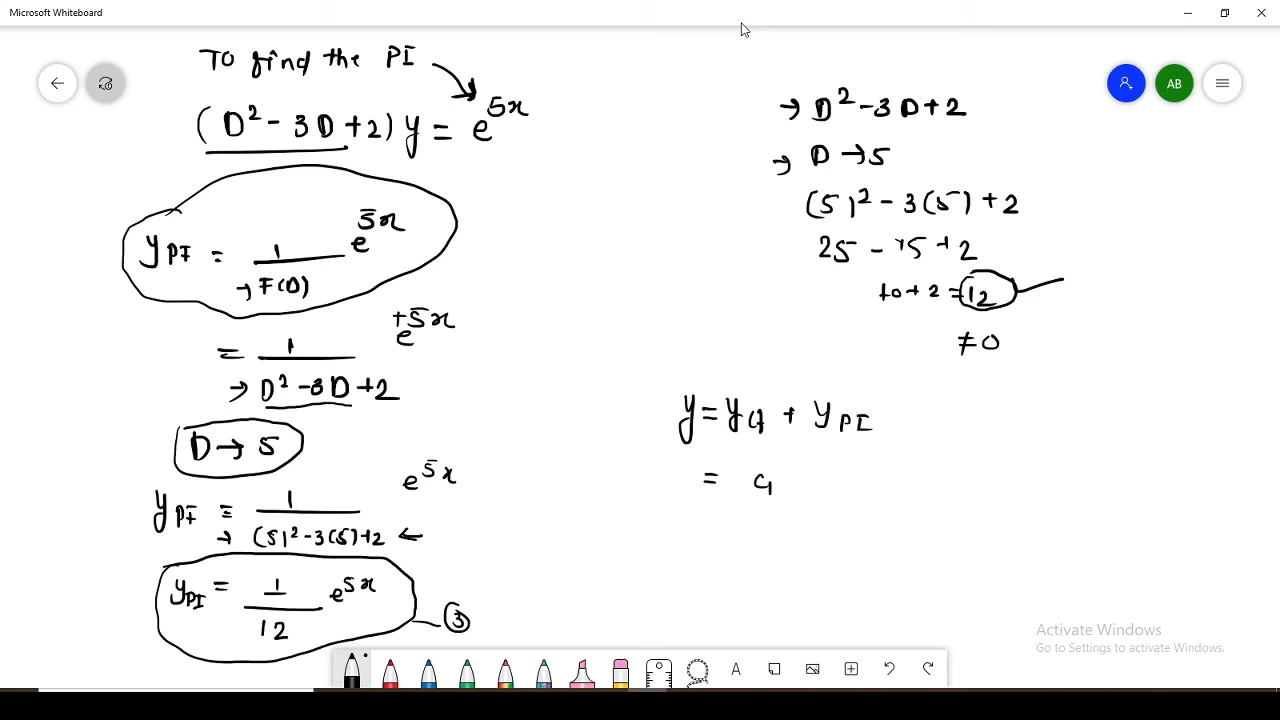 Microsoft Whiteboard
To find the PI
(D² - 3D + 2) y = e^5x
y_PI = 1 / F(D) e^5x
= 1 / D² - 3D + 2 e^+5x
D → 5
y_PI = 1 / (5)² - 3(5) + 2 e^5x
y_PI = 1 / 12 e^5x
3
→ D² - 3D + 2
→ D → 5
(5)² - 3(5) + 2
25 - 15 + 2
10 + 2 = 12
≠ 0
y = y_cf + y_PI
= c1
AB
A
Activate Windows
Go to Settings to activate Windows.